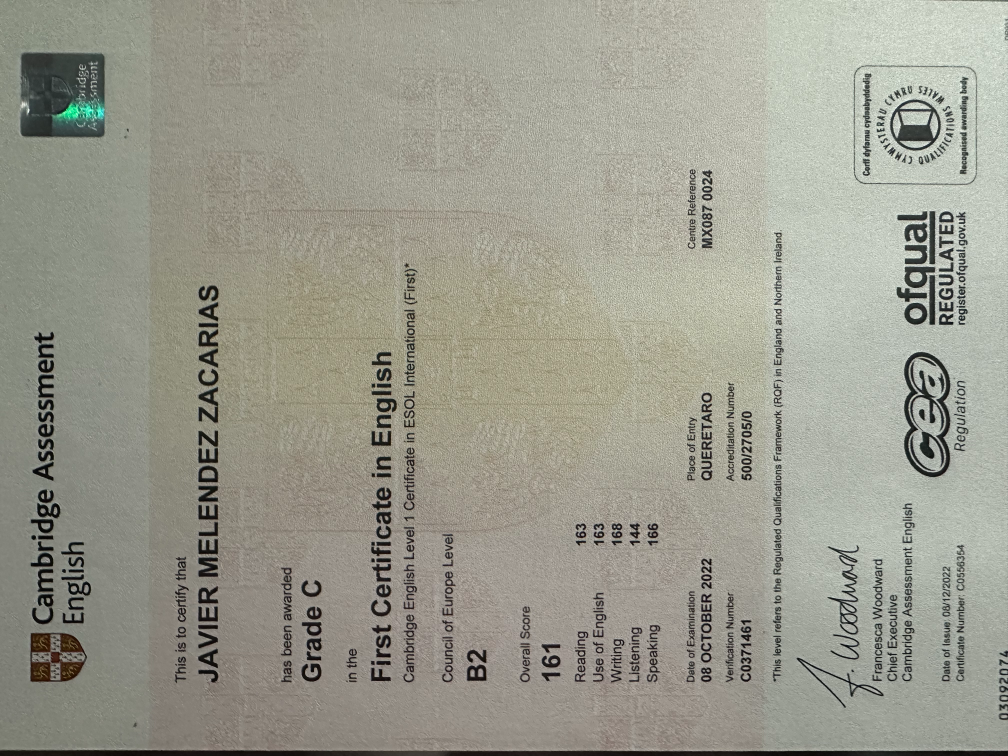 Cambridge Assessment
English
Cambridge
Assessment
This is to certify that
JAVIER MELENDEZ ZACARIAS
has been awarded
Grade C
in the
First Certificate in English
Cambridge English Level 1 Certificate in ESOL International (First)*
Council of Europe Level
B2
Overall Score
161
Reading 163
Use of English 163
Writing 168
Listening 144
Speaking 166
Date of Examination Place of Entry Centre Reference
08 OCTOBER 2022 QUERETARO MX087 0024
Verification Number Accreditation Number
C0371461 500/2705/0
*This level refers to the Regulated Qualifications Framework (RQF) in England and Northern Ireland.
F. Woodward
Francesca Woodward
Chief Executive
Cambridge Assessment English
Date of Issue: 08/12/2022
Certificate Number: C0556354
cea
Regulation
ofqual
REGULATED
register.ofqual.gov.uk
Corff dyfarnu cydnabyddedig
CYMWYSTERAU CYMRU
QUALIFICATIONS WALES
Recognised awarding body
03092074